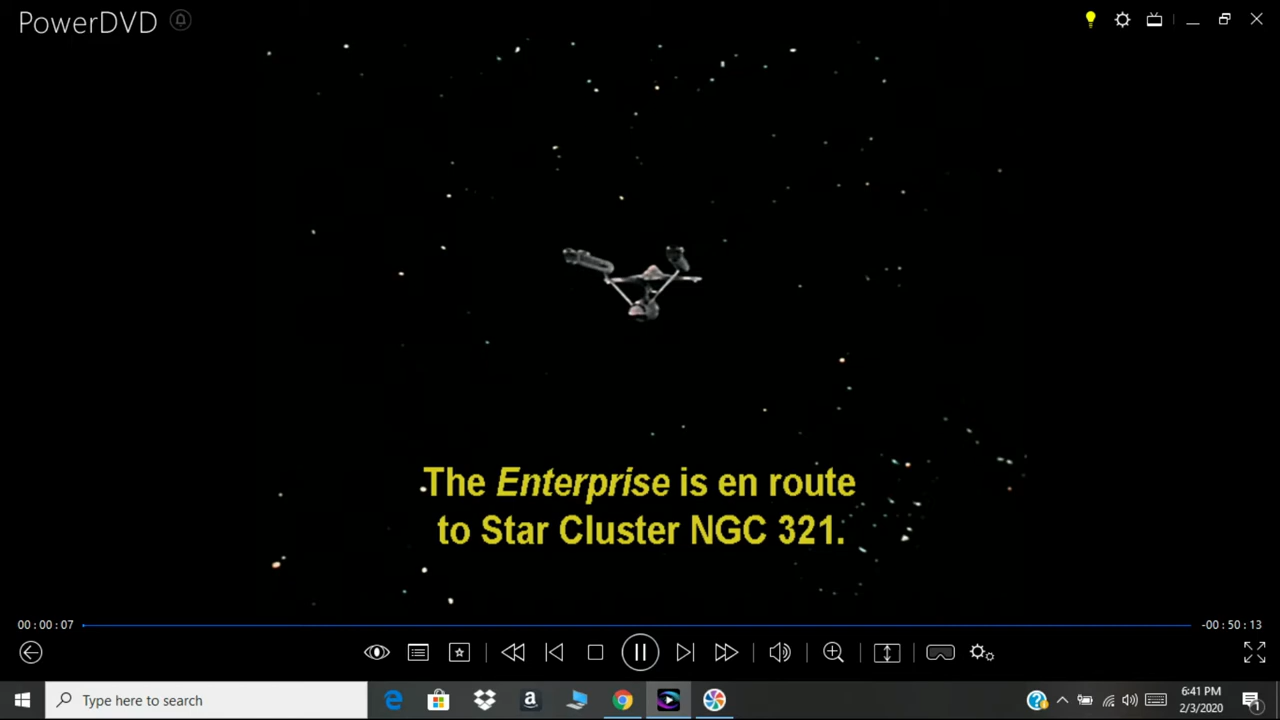 PowerDVD
The Enterprise is en route
to Star Cluster NGC 321.
00:00:07
-00:50:13
Type here to search
6:41 PM
2/3/2020
1